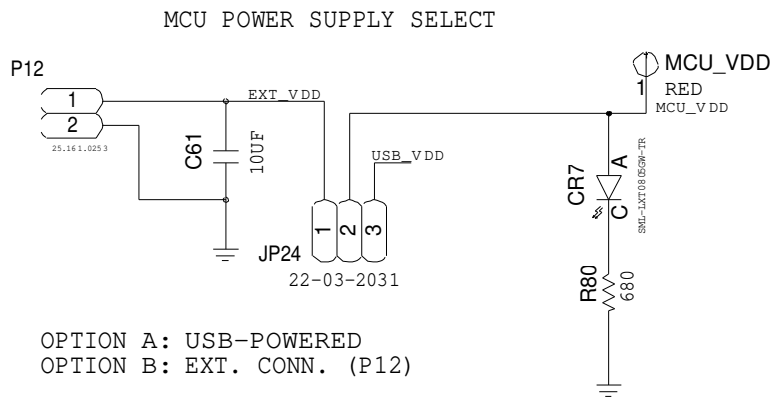 MCU POWER SUPPLY SELECT
P12
1
2
25.161.0253
C61
10UF
EXT_VDD
USB_VDD
1
2
3
JP24
22-03-2031
MCU_VDD
1
RED
MCU_VDD
CR7
A
C
SML-LXT0805GW-TR
R80
680
OPTION A: USB-POWERED
OPTION B: EXT. CONN. (P12)